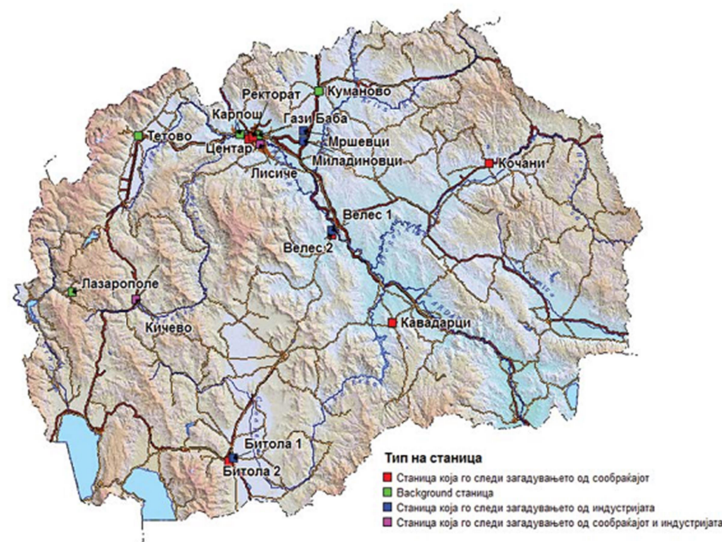 Ректорат
Куманово
Карпош
Гази Баба
Тетово
Мршевци
Центар
Миладиновци
Кочани
Лисиче
Велес 1
Велес 2
Лазарополе
Кичево
Кавадарци
Битола 1
Битола 2
Тип на станица
Станица која го следи загадувањето од сообраќајот
Background станица
Станица која го следи загадувањето од индустријата
Станица која го следи загадувањето од сообраќајот и индустријата